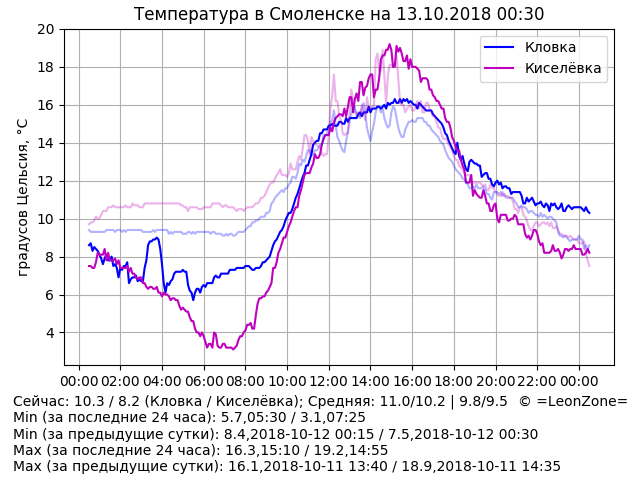 Температура в Смоленске на 13.10.2018 00:30
20
18
16
14
12
10
8
6
4
градусов Цельсия, °C
Кловка
Киселёвка
00:00 02:00 04:00 06:00 08:00 10:00 12:00 14:00 16:00 18:00 20:00 22:00 00:00
Сейчас: 10.3 / 8.2 (Кловка / Киселёвка); Средняя: 11.0/10.2 | 9.8/9.5 © =LeonZone=
Min (за последние 24 часа): 5.7,05:30 / 3.1,07:25
Min (за предыдущие сутки): 8.4,2018-10-12 00:15 / 7.5,2018-10-12 00:30
Max (за последние 24 часа): 16.3,15:10 / 19.2,14:55
Max (за предыдущие сутки): 16.1,2018-10-11 13:40 / 18.9,2018-10-11 14:35